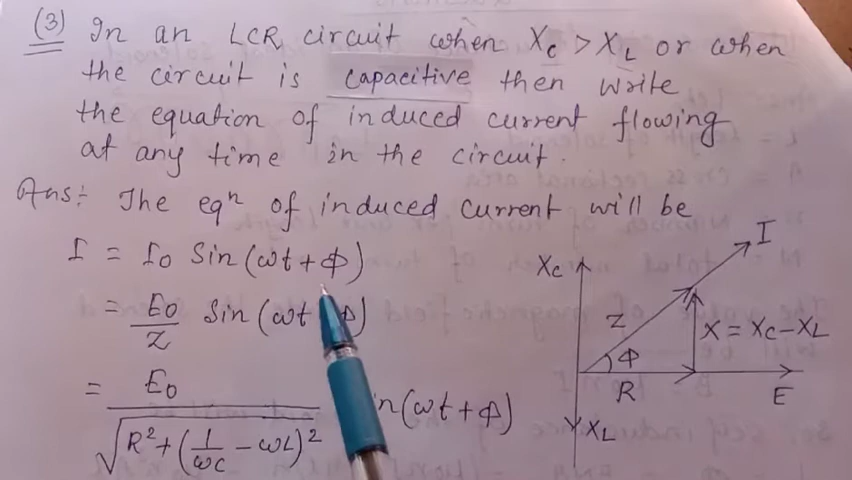 (3) In an LCR circuit when Xc > XL or when
the circuit is capacitive then write
the equation of induced current flowing
at any time in the circuit.
Ans: The eqⁿ of induced current will be
I = I₀ Sin(ωt + Φ)
= E₀/Z Sin(ωt Φ)
= E₀/√(R² + (1/ωC − ωL)²) in(ωt + Φ)
Xc
I
Z
X = Xc − XL
Φ
R
E
XL